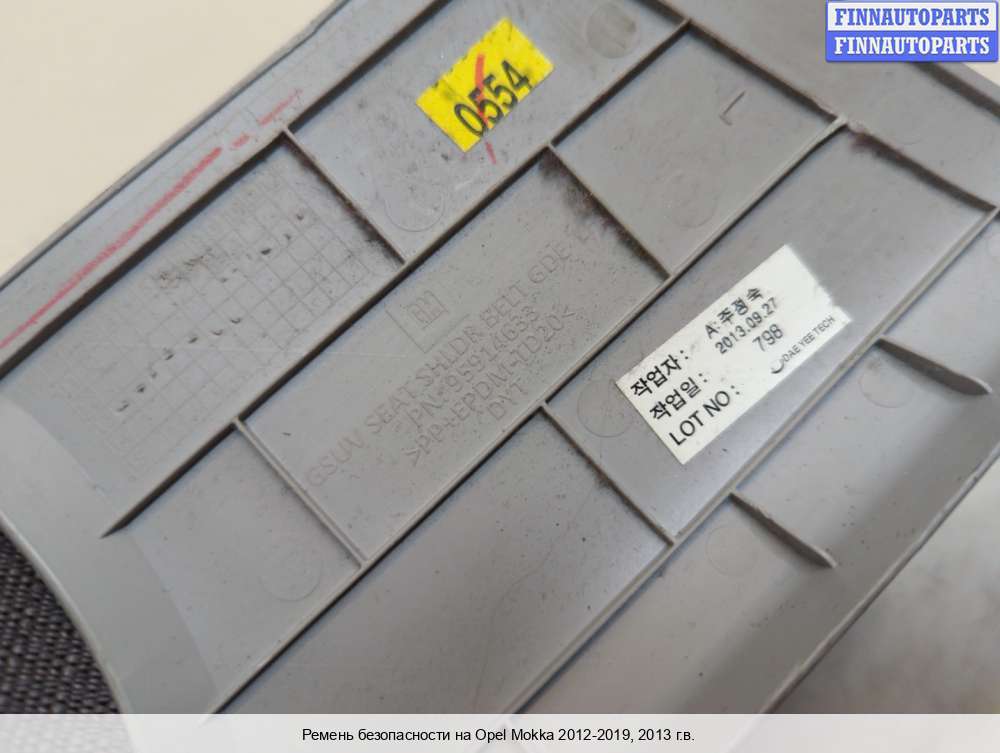 FINNAUTOPARTS
FINNAUTOPARTS
0554
L
GM
GSUV SEAT SHLDR BELT GDE
PN-95914638
>PP+EPDM-TD20<
DYT
작업자 : A:주정숙
작업일 : 2013.09.27
LOT NO : 798
DAE YEE TECH
Ремень безопасности на Opel Mokka 2012-2019, 2013 г.в.